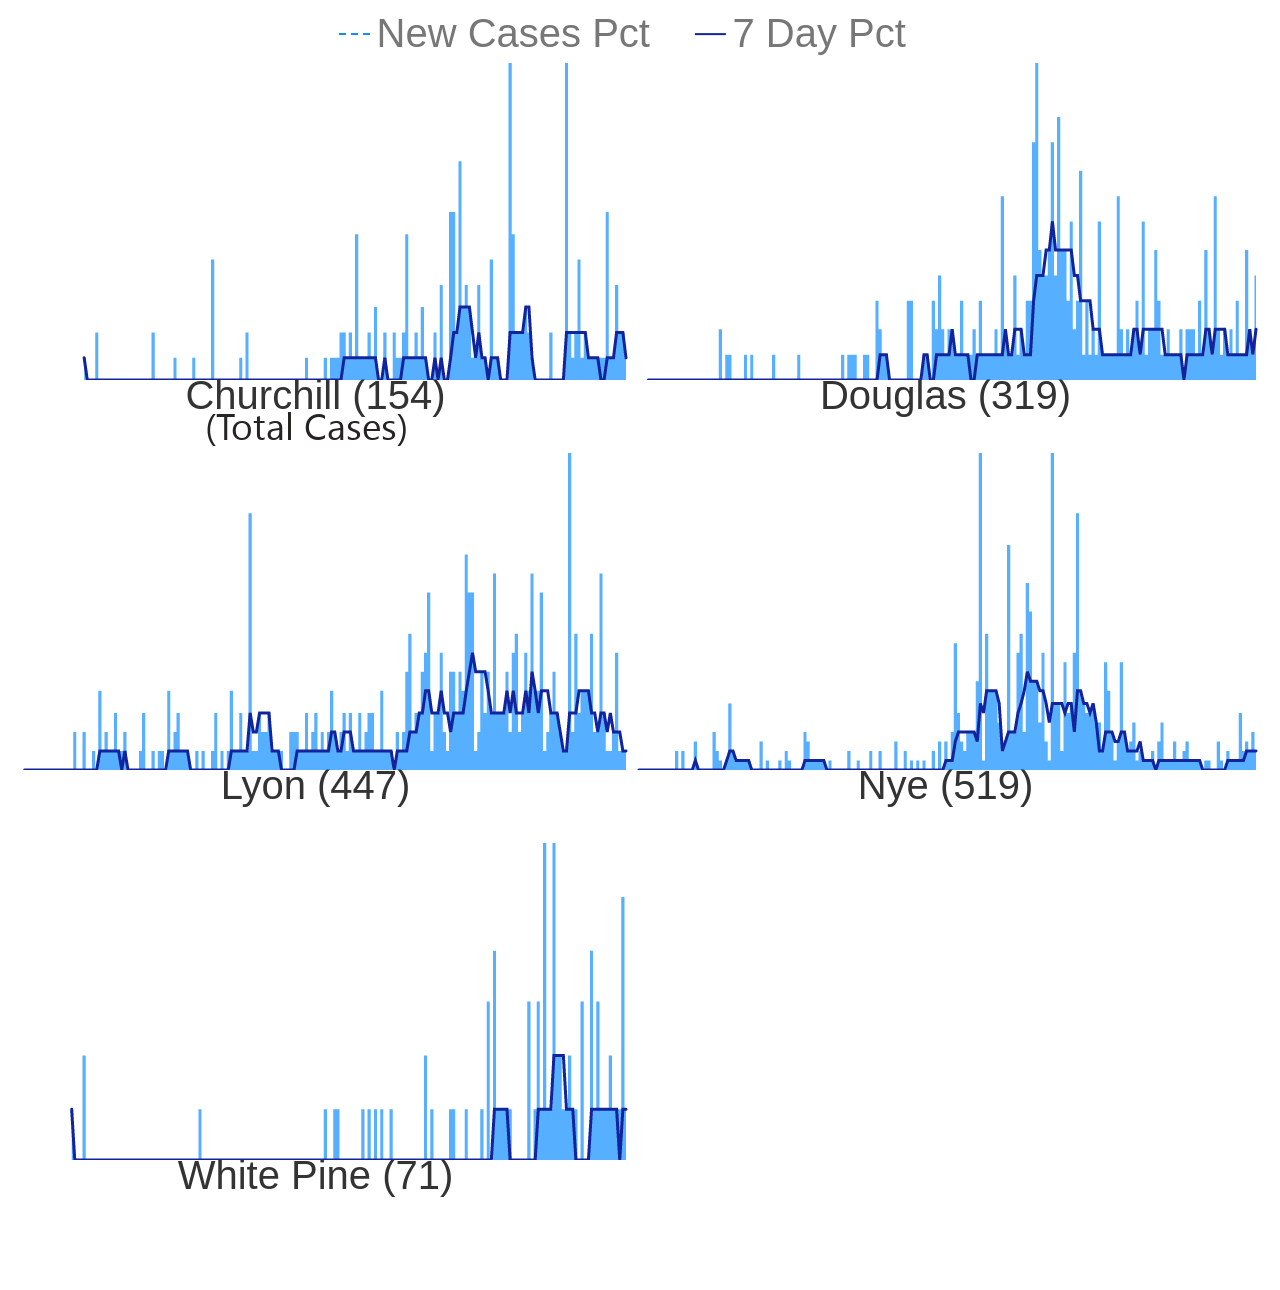 New Cases Pct 7 Day Pct
Churchill (154) Douglas (319)
(Total Cases)
Lyon (447) Nye (519)
White Pine (71)